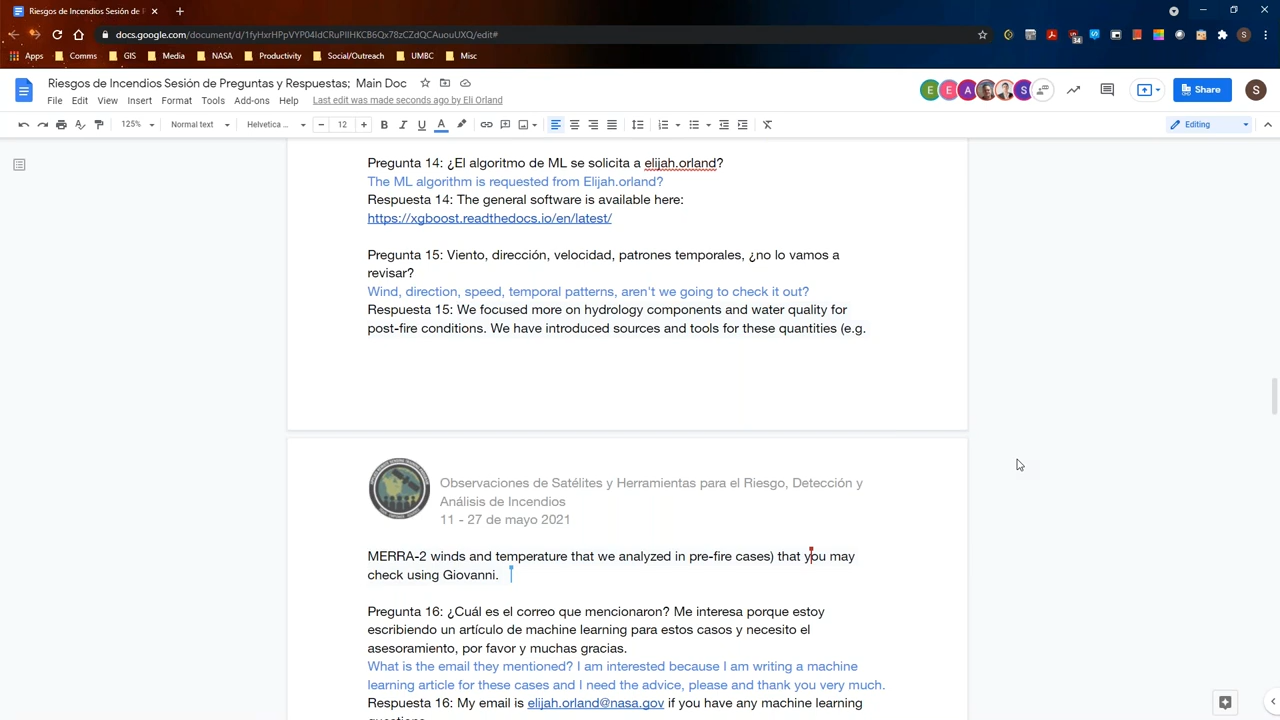 Riesgos de Incendios Sesión de F
docs.google.com/document/d/1fyHxrHPpVYP04IdCRuPIIHKCB6Qx78zCZdQCAuouUXQ/edit#
Apps Comms GIS Media NASA Productivity Social/Outreach UMBC Misc
Riesgos de Incendios Sesión de Preguntas y Respuestas; Main Doc
File Edit View Insert Format Tools Add-ons Help Last edit was made seconds ago by Eli Orland
E E A S Share S
125% Normal text Helvetica ... 12 B I U A Editing
Pregunta 14: ¿El algoritmo de ML se solicita a elijah.orland?
The ML algorithm is requested from Elijah.orland?
Respuesta 14: The general software is available here:
https://xgboost.readthedocs.io/en/latest/
Pregunta 15: Viento, dirección, velocidad, patrones temporales, ¿no lo vamos a
revisar?
Wind, direction, speed, temporal patterns, aren't we going to check it out?
Respuesta 15: We focused more on hydrology components and water quality for
post-fire conditions. We have introduced sources and tools for these quantities (e.g.
Observaciones de Satélites y Herramientas para el Riesgo, Detección y
Análisis de Incendios
11 - 27 de mayo 2021
MERRA-2 winds and temperature that we analyzed in pre-fire cases) that you may
check using Giovanni.
Pregunta 16: ¿Cuál es el correo que mencionaron? Me interesa porque estoy
escribiendo un artículo de machine learning para estos casos y necesito el
asesoramiento, por favor y muchas gracias.
What is the email they mentioned? I am interested because I am writing a machine
learning article for these cases and I need the advice, please and thank you very much.
Respuesta 16: My email is elijah.orland@nasa.gov if you have any machine learning